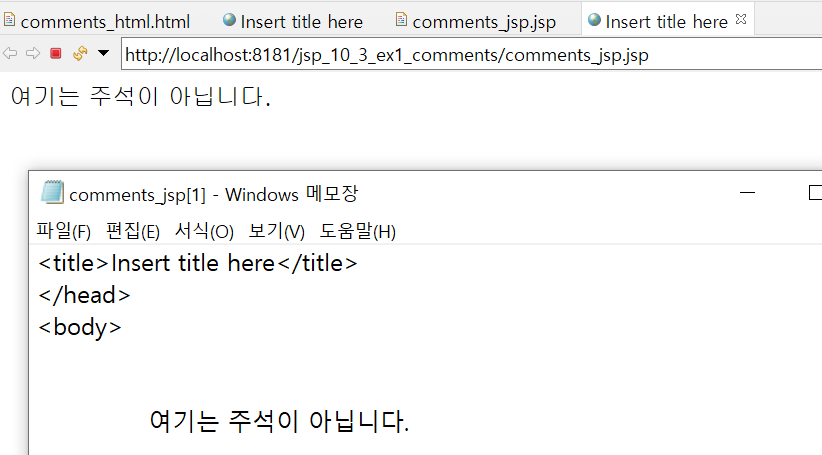 comments_html.html Insert title here comments_jsp.jsp Insert title here
http://localhost:8181/jsp_10_3_ex1_comments/comments_jsp.jsp
여기는 주석이 아닙니다.
comments_jsp[1] - Windows 메모장
파일(F) 편집(E) 서식(O) 보기(V) 도움말(H)
<title>Insert title here</title>
</head>
<body>
여기는 주석이 아닙니다.